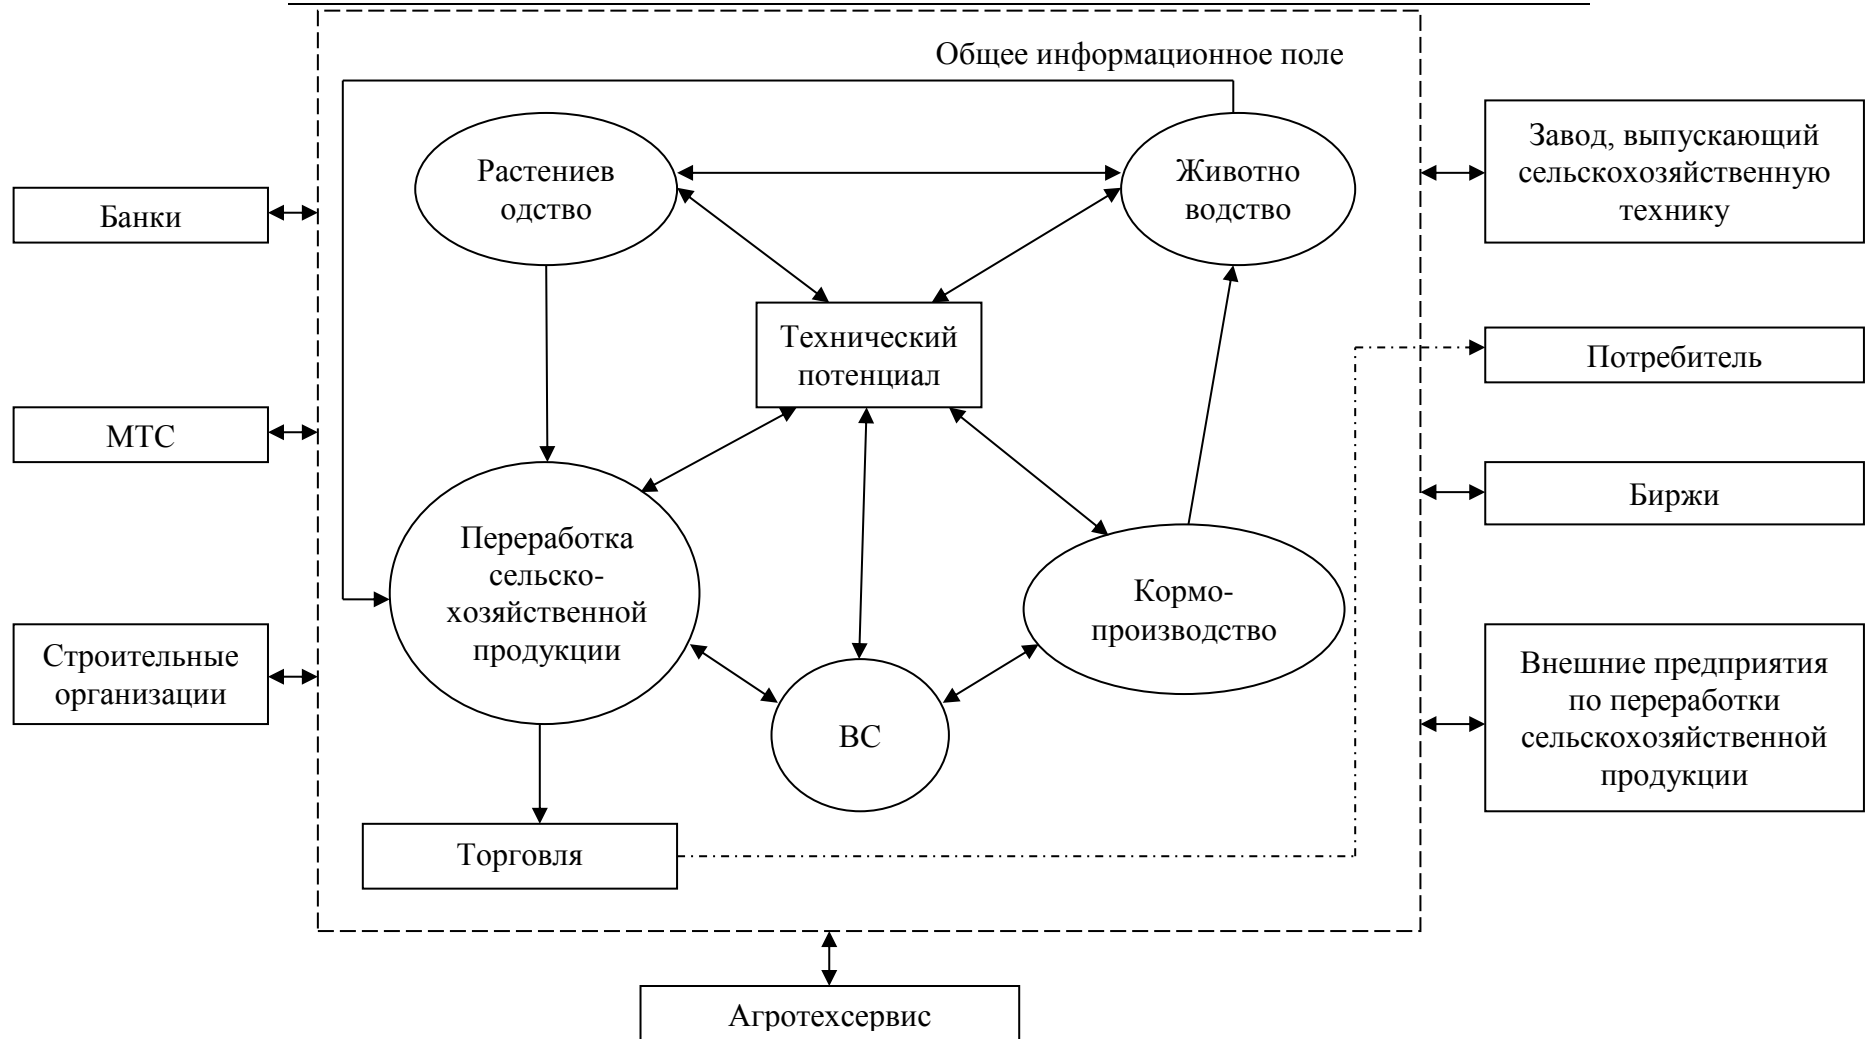 Общее информационное поле
Растениев
одство
Животно
водство
Завод, выпускающий
сельскохозяйственную
технику
Банки
Технический
потенциал
Потребитель
МТС
Биржи
Переработка
сельско-
хозяйственной
продукции
Кормо-
производство
Строительные
организации
Внешние предприятия
по переработки
сельскохозяйственной
продукции
ВС
Торговля
Агротехсервис